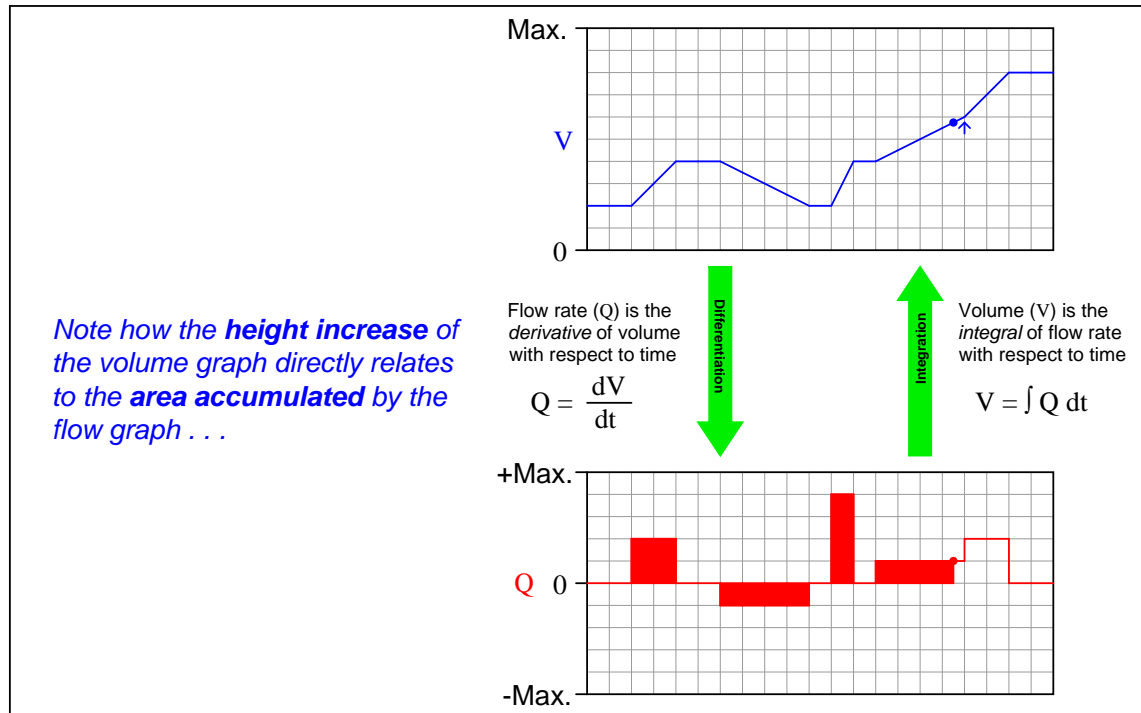 Max.
V
0
Note how the height increase of
the volume graph directly relates
to the area accumulated by the
flow graph . . .
Flow rate (Q) is the
derivative of volume
with respect to time
Q = dV
dt
Differentiation
Integration
Volume (V) is the
integral of flow rate
with respect to time
V = ∫ Q dt
+Max.
Q 0
-Max.